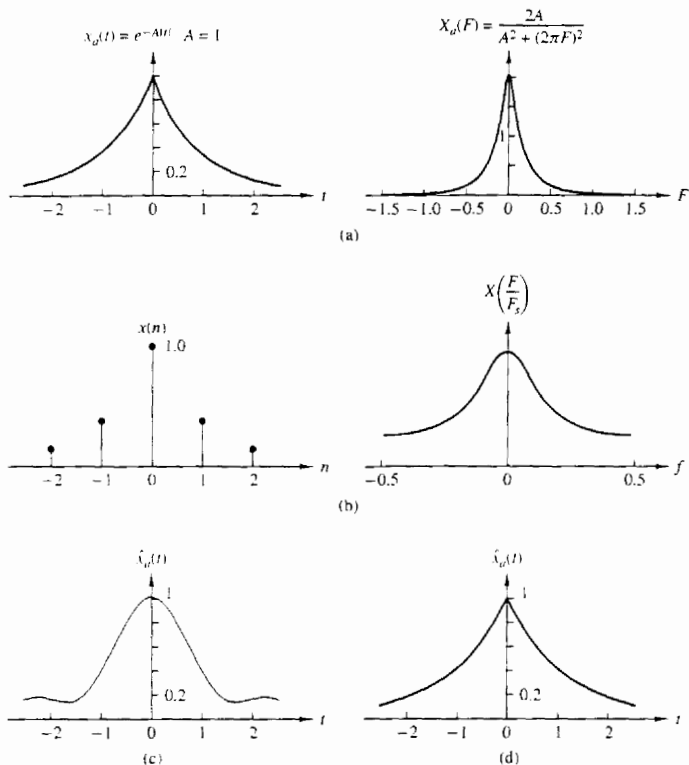 x_a(t) = e^{-A|t|} A = 1
0.2
−2 −1 0 1 2 t
X_a(F) = 2A / (A² + (2πF)²)
1
−1.5 −1.0 −0.5 0 0.5 1.0 1.5 F
(a)
x(n)
1.0
−2 −1 0 1 2 n
X(F/F_s)
−0.5 0 0.5 f
(b)
x̂_a(t)
1
0.2
−2 −1 0 1 2 t
(c)
x̂_a(t)
1
0.2
−2 −1 0 1 2 t
(d)